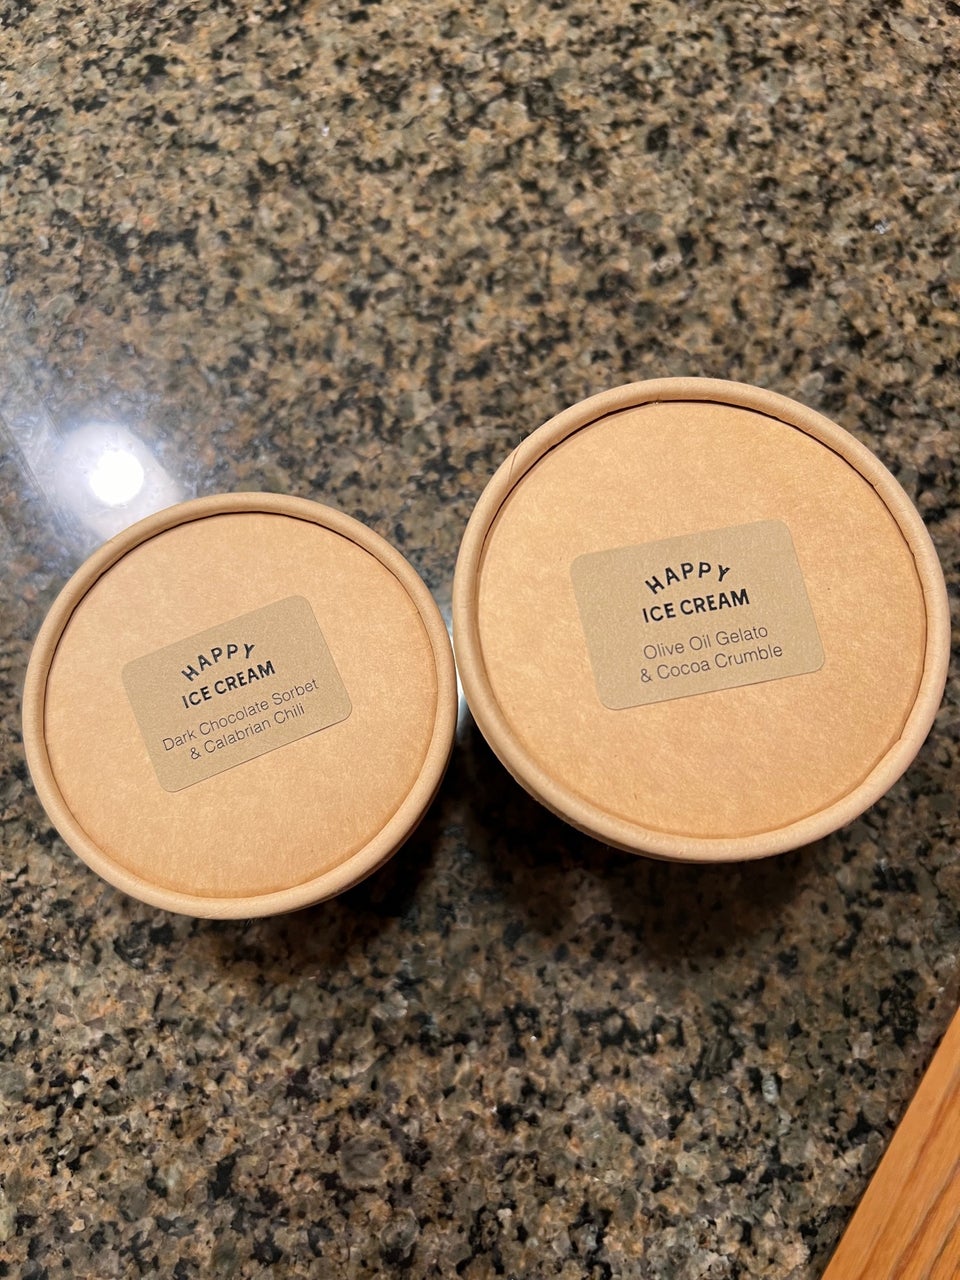 HAPPY
ICE CREAM
Dark Chocolate Sorbet
& Calabrian Chili
HAPPY
ICE CREAM
Olive Oil Gelato
& Cocoa Crumble